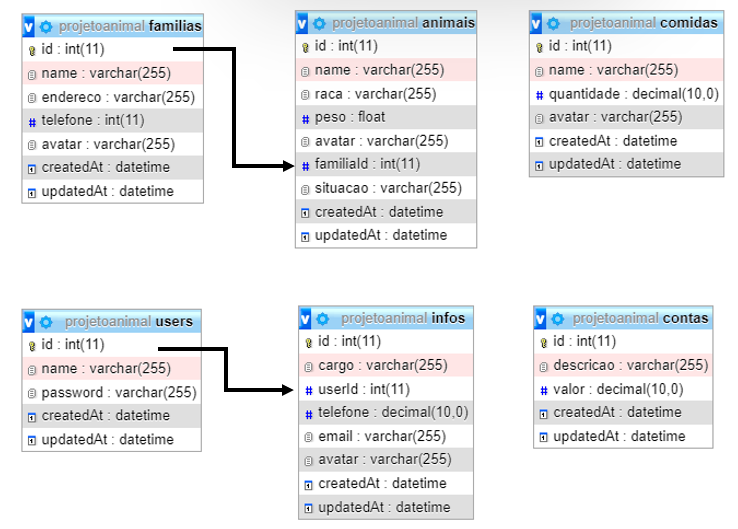 projetoanimal familias
id : int(11)
name : varchar(255)
endereco : varchar(255)
telefone : int(11)
avatar : varchar(255)
createdAt : datetime
updatedAt : datetime
projetoanimal animais
id : int(11)
name : varchar(255)
raca : varchar(255)
peso : float
avatar : varchar(255)
familiaId : int(11)
situacao : varchar(255)
createdAt : datetime
updatedAt : datetime
projetoanimal comidas
id : int(11)
name : varchar(255)
quantidade : decimal(10,0)
avatar : varchar(255)
createdAt : datetime
updatedAt : datetime
projetoanimal users
id : int(11)
name : varchar(255)
password : varchar(255)
createdAt : datetime
updatedAt : datetime
projetoanimal infos
id : int(11)
cargo : varchar(255)
userId : int(11)
telefone : decimal(10,0)
email : varchar(255)
avatar : varchar(255)
createdAt : datetime
updatedAt : datetime
projetoanimal contas
id : int(11)
descricao : varchar(255)
valor : decimal(10,0)
createdAt : datetime
updatedAt : datetime